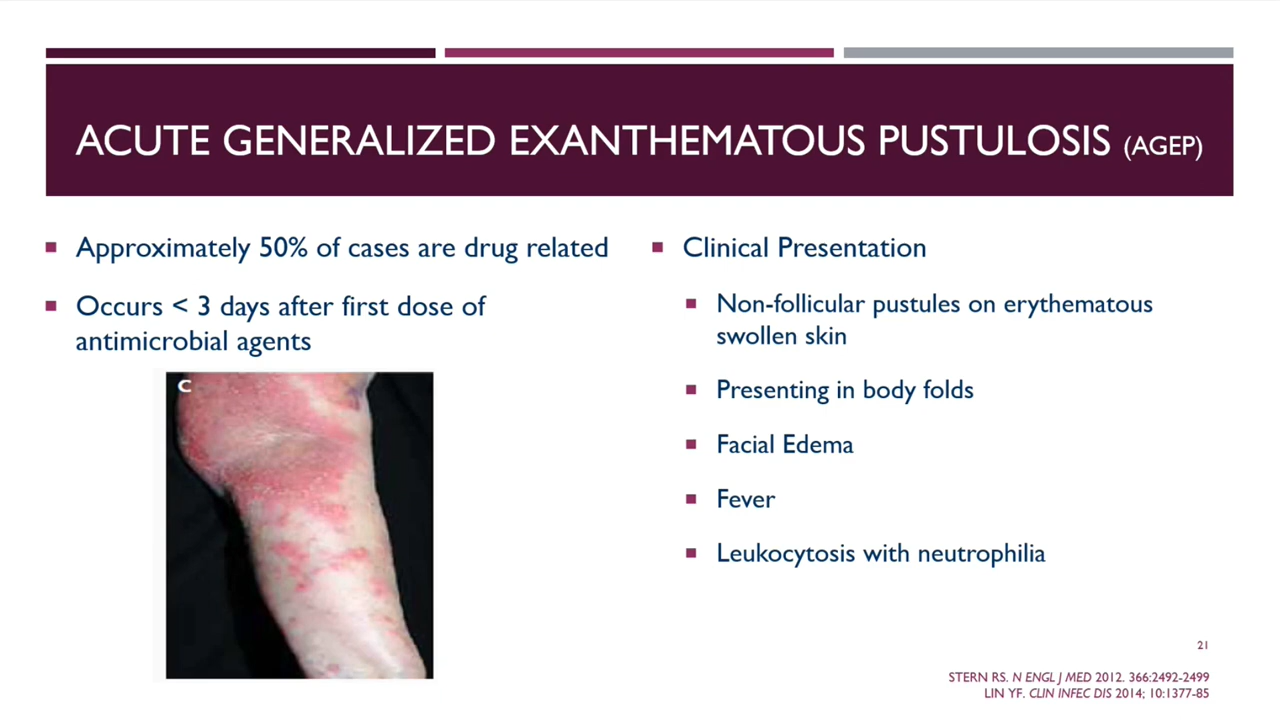 ACUTE GENERALIZED EXANTHEMATOUS PUSTULOSIS (AGEP)
Approximately 50% of cases are drug related
Occurs < 3 days after first dose of
antimicrobial agents
C
Clinical Presentation
Non-follicular pustules on erythematous
swollen skin
Presenting in body folds
Facial Edema
Fever
Leukocytosis with neutrophilia
21
STERN RS. N ENGL J MED 2012. 366:2492-2499
LIN YF. CLIN INFEC DIS 2014; 10:1377-85